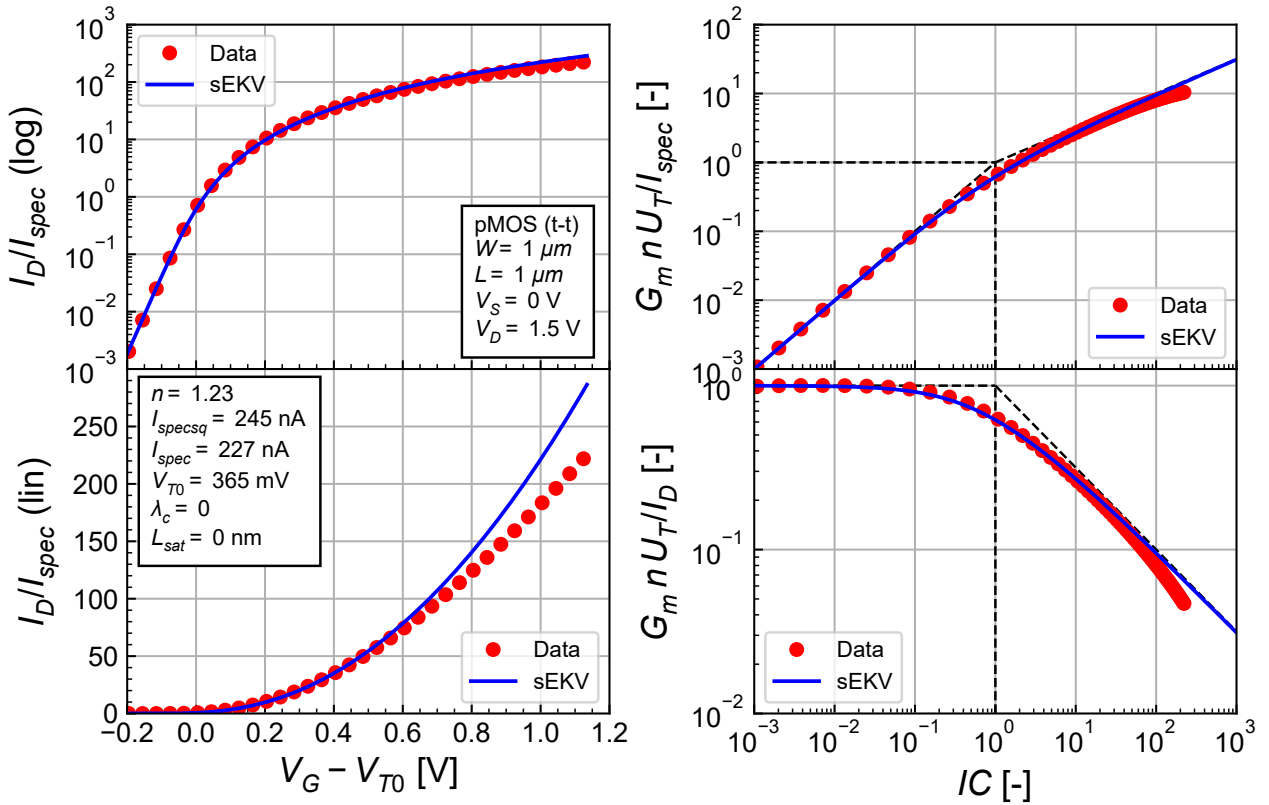 10³
10²
10¹
10⁰
10⁻¹
10⁻²
10⁻³
I_D/I_spec (log)
Data
sEKV
pMOS (t-t)
W = 1 µm
L = 1 µm
V_S = 0 V
V_D = 1.5 V
10²
10¹
10⁰
10⁻¹
10⁻²
10⁻³
G_m n U_T/I_spec [-]
Data
sEKV
250
200
150
100
50
0
I_D/I_spec (lin)
n = 1.23
I_specsq = 245 nA
I_spec = 227 nA
V_T0 = 365 mV
λ_c = 0
L_sat = 0 nm
Data
sEKV
−0.2 0.0 0.2 0.4 0.6 0.8 1.0 1.2
V_G − V_T0 [V]
10⁰
10⁻¹
10⁻²
G_m n U_T/I_D [-]
Data
sEKV
10⁻³ 10⁻² 10⁻¹ 10⁰ 10¹ 10² 10³
IC [-]